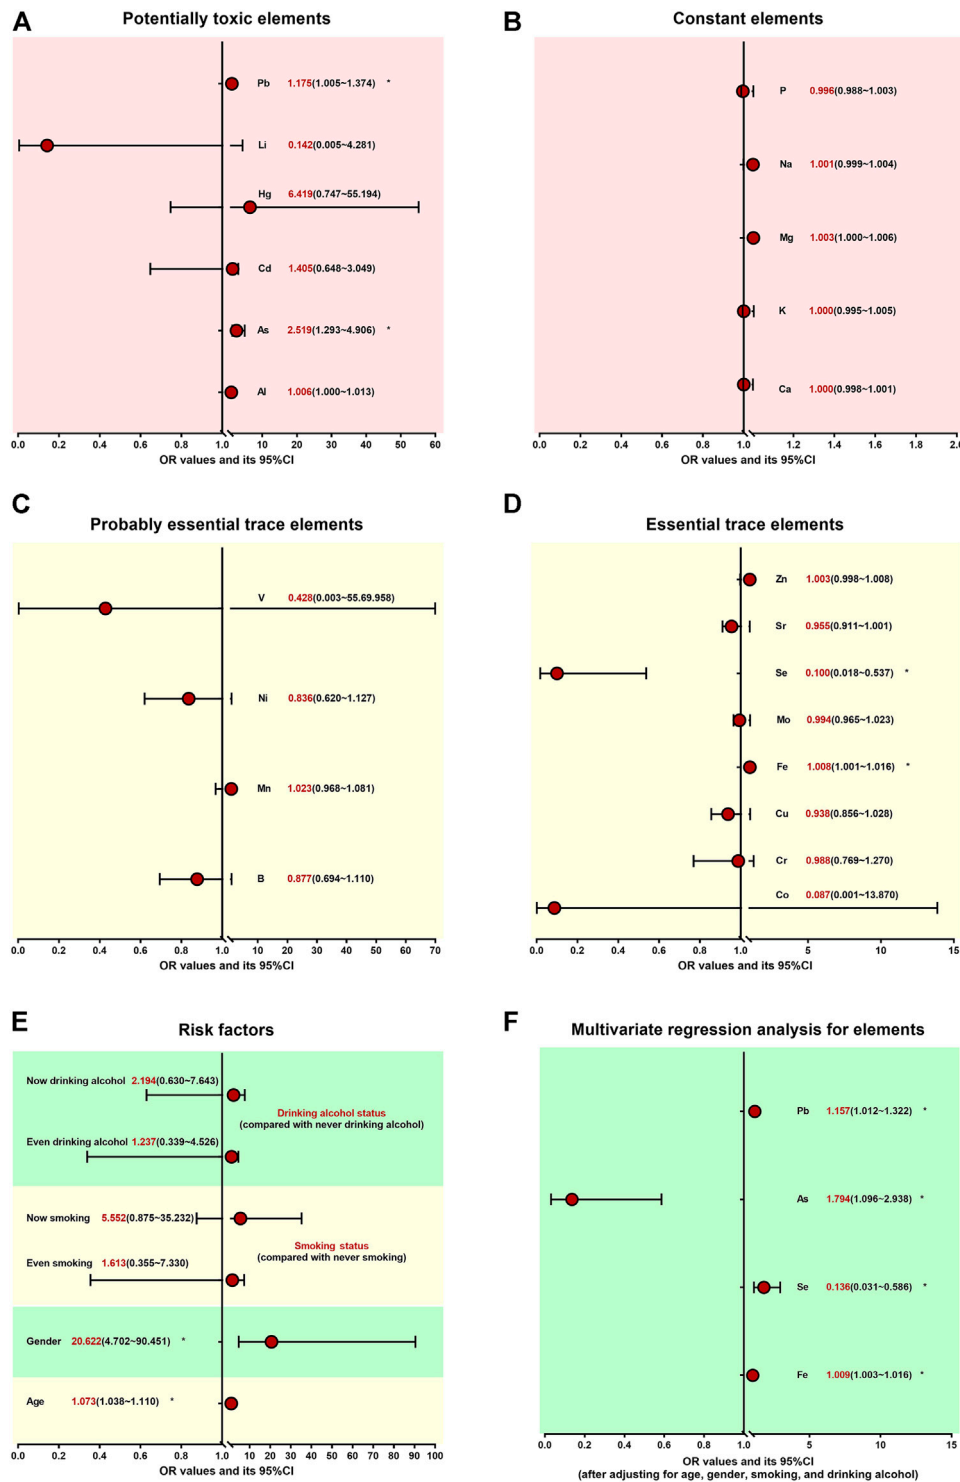 A
Potentially toxic elements
Pb 1.175(1.005~1.374) *
Li 0.142(0.005~4.281)
Hg 6.419(0.747~55.194)
Cd 1.405(0.648~3.049)
As 2.519(1.293~4.906) *
Al 1.006(1.000~1.013)
0.0 0.2 0.4 0.6 0.8 1.0 10 20 30 40 50 60
OR values and its 95%CI
B
Constant elements
P 0.996(0.988~1.003)
Na 1.001(0.999~1.004)
Mg 1.003(1.000~1.006)
K 1.000(0.995~1.005)
Ca 1.000(0.998~1.001)
0.0 0.2 0.4 0.6 0.8 1.0 1.2 1.4 1.6 1.8 2.0
OR values and its 95%CI
C
Probably essential trace elements
V 0.428(0.003~55.69.958)
Ni 0.836(0.620~1.127)
Mn 1.023(0.968~1.081)
B 0.877(0.694~1.110)
0.0 0.2 0.4 0.6 0.8 1.0 10 20 30 40 50 60 70
OR values and its 95%CI
D
Essential trace elements
Zn 1.003(0.998~1.008)
Sr 0.955(0.911~1.001)
Se 0.100(0.018~0.537) *
Mo 0.994(0.965~1.023)
Fe 1.008(1.001~1.016) *
Cu 0.938(0.856~1.028)
Cr 0.988(0.769~1.270)
Co 0.087(0.001~13.870)
0.0 0.2 0.4 0.6 0.8 1.0 5 10 15
OR values and its 95%CI
E
Risk factors
Now drinking alcohol 2.194(0.630~7.643)
Drinking alcohol status
(compared with never drinking alcohol)
Even drinking alcohol 1.237(0.339~4.526)
Now smoking 5.552(0.875~35.232)
Smoking status
(compared with never smoking)
Even smoking 1.613(0.355~7.330)
Gender 20.622(4.702~90.451) *
Age 1.073(1.038~1.110) *
0.0 0.2 0.4 0.6 0.8 1.0 10 20 30 40 50 60 70 80 90 100
OR values and its 95%CI
F
Multivariate regression analysis for elements
Pb 1.157(1.012~1.322) *
As 1.794(1.096~2.938) *
Se 0.136(0.031~0.586) *
Fe 1.009(1.003~1.016) *
0.0 0.2 0.4 0.6 0.8 1.0 5 10 15
OR values and its 95%CI
(after adjusting for age, gender, smoking, and drinking alcohol)